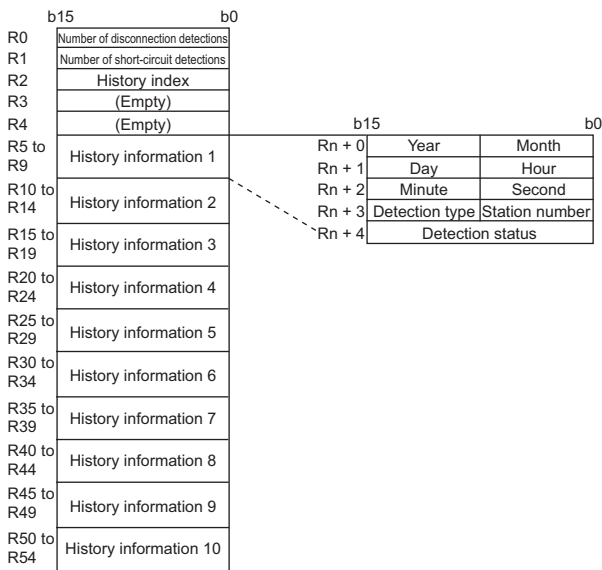 b15 b0
R0 Number of disconnection detections
R1 Number of short-circuit detections
R2 History index
R3 (Empty)
R4 (Empty)
R5 to R9 History information 1
R10 to R14 History information 2
R15 to R19 History information 3
R20 to R24 History information 4
R25 to R29 History information 5
R30 to R34 History information 6
R35 to R39 History information 7
R40 to R44 History information 8
R45 to R49 History information 9
R50 to R54 History information 10
b15 b0
Rn + 0 Year Month
Rn + 1 Day Hour
Rn + 2 Minute Second
Rn + 3 Detection type Station number
Rn + 4 Detection status